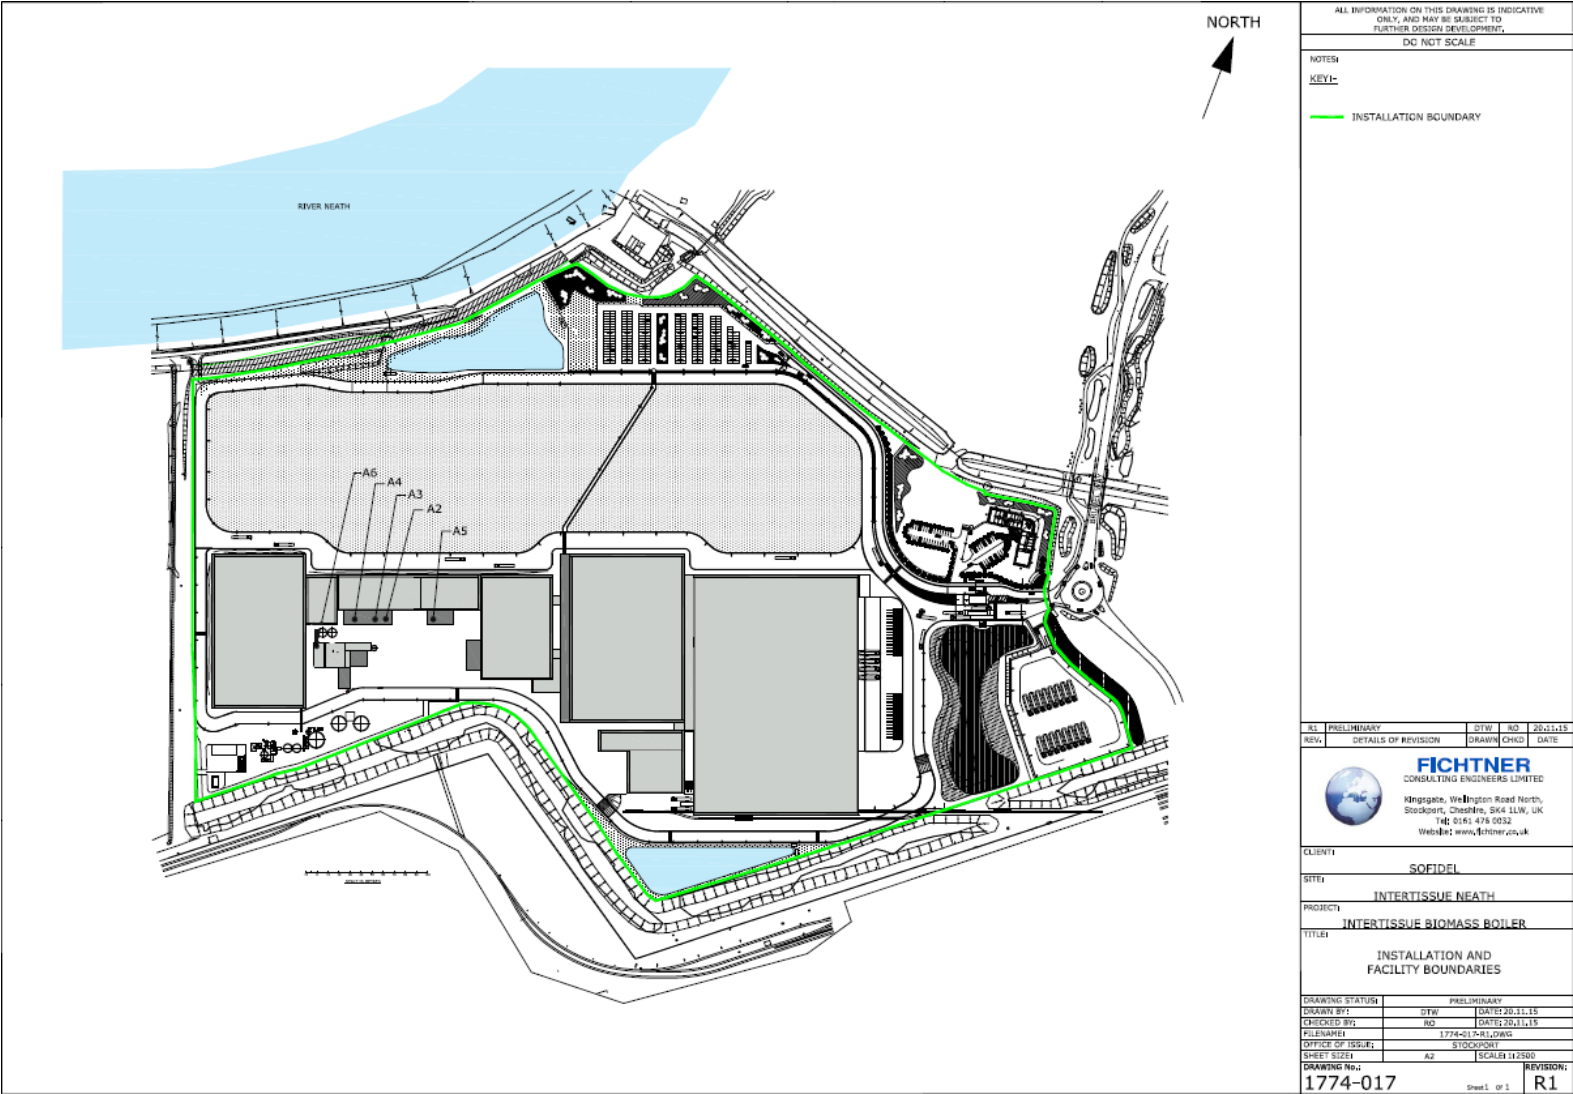 NORTH
RIVER NEATH
A6
A4
A3
A2
A5
ALL INFORMATION ON THIS DRAWING IS INDICATIVE
ONLY, AND MAY BE SUBJECT TO
FURTHER DESIGN DEVELOPMENT.
DO NOT SCALE
NOTES:
KEY:-
INSTALLATION BOUNDARY
R1 PRELIMINARY DTW RO 20.11.15
REV. DETAILS OF REVISION DRAWN CHKD DATE
FICHTNER
CONSULTING ENGINEERS LIMITED
Kingsgate, Wellington Road North,
Stockport, Cheshire, SK4 1LW, UK
Tel: 0161 476 0032
Website: www.fichtner.co.uk
CLIENT:
SOFIDEL
SITE:
INTERTISSUE NEATH
PROJECT:
INTERTISSUE BIOMASS BOILER
TITLE:
INSTALLATION AND
FACILITY BOUNDARIES
DRAWING STATUS: PRELIMINARY
DRAWN BY: DTW DATE: 20.11.15
CHECKED BY: RO DATE: 20.11.15
FILENAME: 1774-017-R1.DWG
OFFICE OF ISSUE: STOCKPORT
SHEET SIZE: A2 SCALE: 1:2500
DRAWING No.: REVISION:
1774-017 Sheet 1 OF 1 R1